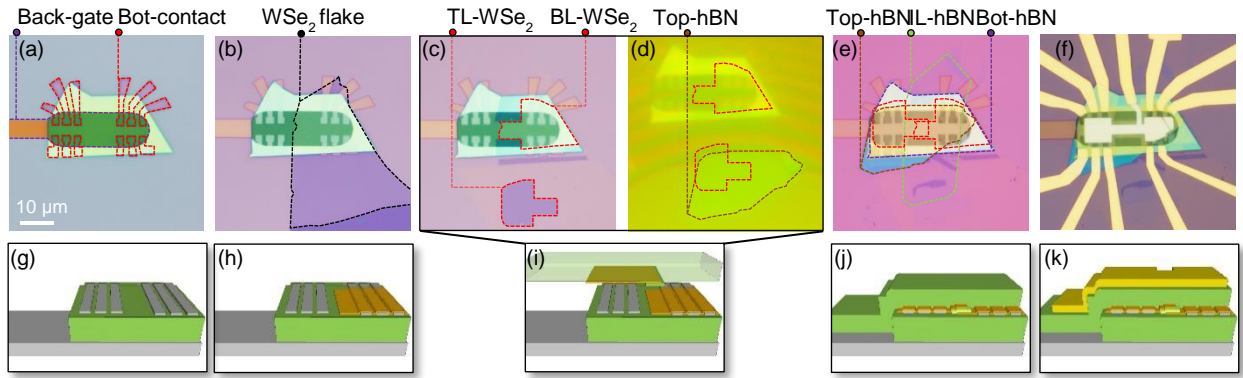 Back-gate Bot-contact WSe2 flake TL-WSe2 BL-WSe2 Top-hBN Top-hBN IL-hBN Bot-hBN
(a) (b) (c) (d) (e) (f)
10 μm
(g) (h) (i) (j) (k)